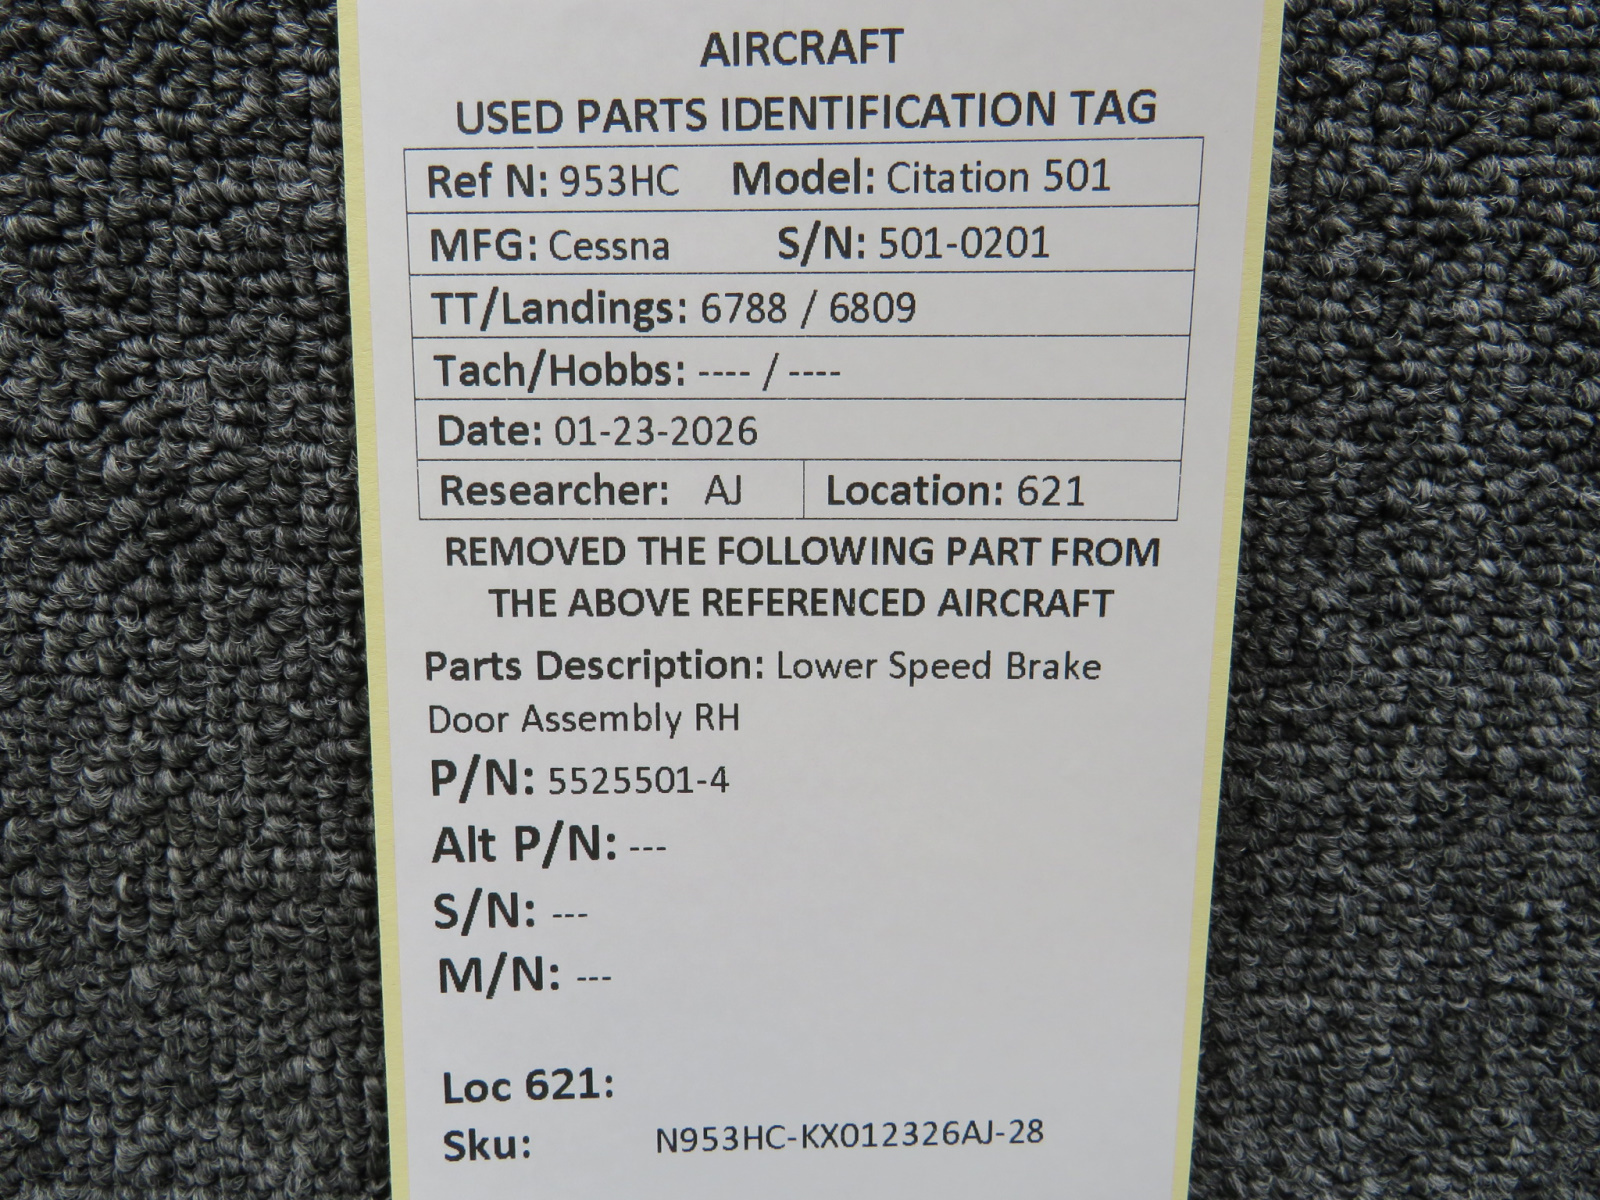 AIRCRAFT
USED PARTS IDENTIFICATION TAG
Ref N: 953HC Model: Citation 501
MFG: Cessna S/N: 501-0201
TT/Landings: 6788 / 6809
Tach/Hobbs: ---- / ----
Date: 01-23-2026
Researcher: AJ Location: 621
REMOVED THE FOLLOWING PART FROM
THE ABOVE REFERENCED AIRCRAFT
Parts Description: Lower Speed Brake
Door Assembly RH
P/N: 5525501-4
Alt P/N: ---
S/N: ---
M/N: ---
Loc 621:
Sku: N953HC-KX012326AJ-28